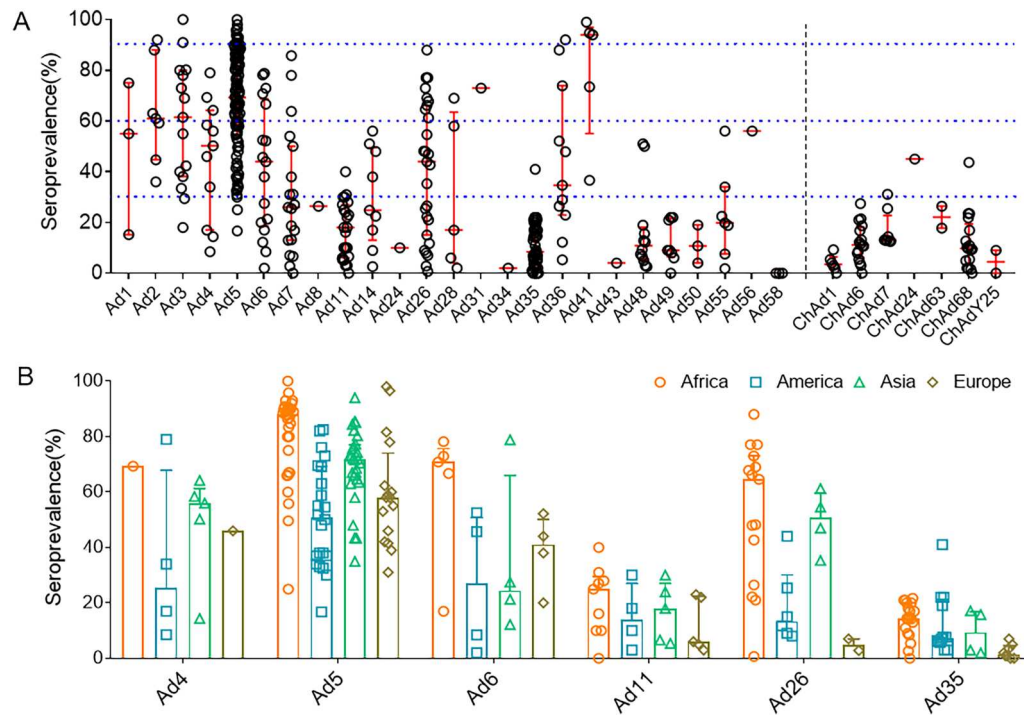 A
Seroprevalence(%)
100
80
60
40
20
0
Ad1 Ad2 Ad3 Ad4 Ad5 Ad6 Ad7 Ad8 Ad11 Ad14 Ad24 Ad26 Ad28 Ad31 Ad34 Ad35 Ad36 Ad41 Ad43 Ad48 Ad49 Ad50 Ad55 Ad56 Ad58 ChAd1 ChAd6 ChAd7 ChAd24 ChAd63 ChAd68 ChAdY25
B
Africa America Asia Europe
Seroprevalence(%)
100
80
60
40
20
0
Ad4 Ad5 Ad6 Ad11 Ad26 Ad35